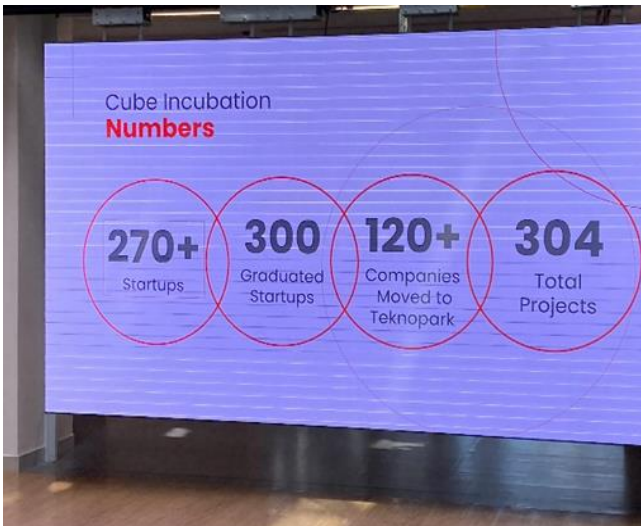 Cube Incubation
Numbers
270+
Startups
300
Graduated
Startups
120+
Companies
Moved to
Teknopark
304
Total
Projects